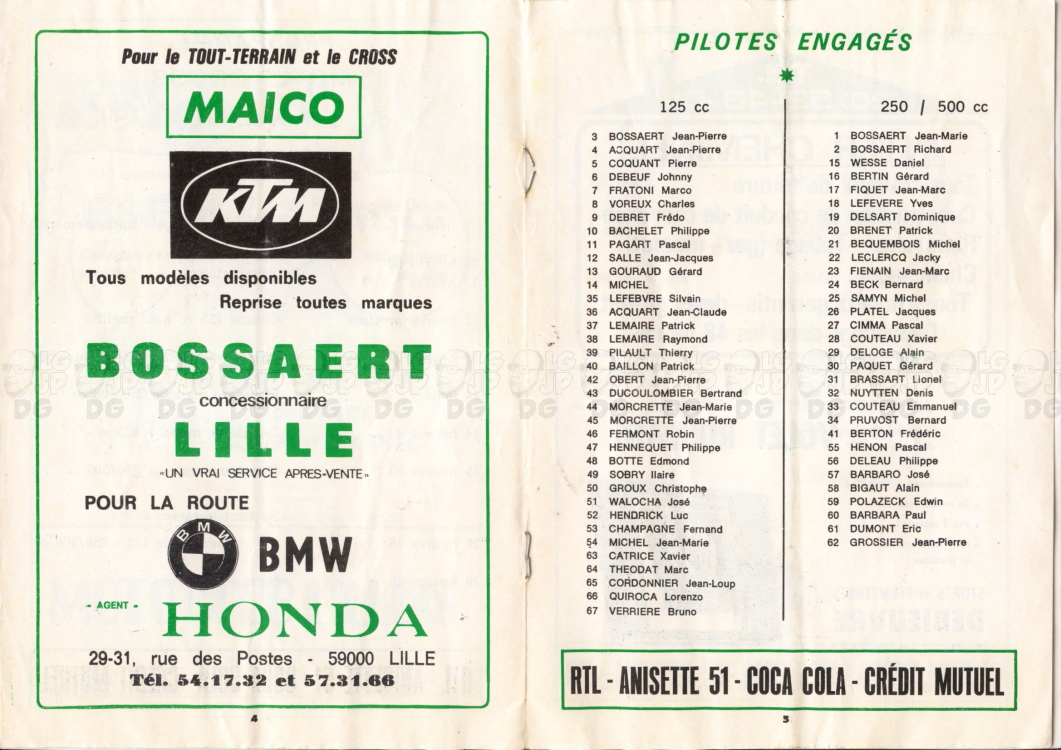 Pour le TOUT-TERRAIN et le CROSS
MAICO
KTM
Tous modèles disponibles
Reprise toutes marques
BOSSAERT
concessionnaire
LILLE
«UN VRAI SERVICE APRES-VENTE»
POUR LA ROUTE
BMW
BMW
- AGENT -
HONDA
29-31, rue des Postes - 59000 LILLE
Tél. 54.17.32 et 57.31.66
4
PILOTES ENGAGÉS
125 cc
3 BOSSAERT Jean-Pierre
4 ACQUART Jean-Pierre
5 COQUANT Pierre
6 DEBEUF Johnny
7 FRATONI Marco
8 VOREUX Charles
9 DEBRET Frédo
10 BACHELET Philippe
11 PAGART Pascal
12 SALLE Jean-Jacques
13 GOURAUD Gérard
14 MICHEL
35 LEFEBVRE Silvain
36 ACQUART Jean-Claude
37 LEMAIRE Patrick
38 LEMAIRE Raymond
39 PILAULT Thierry
40 BAILLON Patrick
42 OBERT Jean-Pierre
43 DUCOULOMBIER Bertrand
44 MORCRETTE Jean-Marie
45 MORCRETTE Jean-Pierre
46 FERMONT Robin
47 HENNEQUET Philippe
48 BOTTE Edmond
49 SOBRY Ilaire
50 GROUX Christophe
51 WALOCHA José
52 HENDRICK Luc
53 CHAMPAGNE Fernand
54 MICHEL Jean-Marie
63 CATRICE Xavier
64 THEODAT Marc
65 CORDONNIER Jean-Loup
66 QUIROCA Lorenzo
67 VERRIERE Bruno
250 / 500 cc
1 BOSSAERT Jean-Marie
2 BOSSAERT Richard
15 WESSE Daniel
16 BERTIN Gérard
17 FIQUET Jean-Marc
18 LEFEVERE Yves
19 DELSART Dominique
20 BRENET Patrick
21 BEQUEMBOIS Michel
22 LECLERCQ Jacky
23 FIENAIN Jean-Marc
24 BECK Bernard
25 SAMYN Michel
26 PLATEL Jacques
27 CIMMA Pascal
28 COUTEAU Xavier
29 DELOGE Alain
30 PAQUET Gérard
31 BRASSART Lionel
32 NUYTTEN Denis
33 COUTEAU Emmanuel
34 PRUVOST Bernard
41 BERTON Frédéric
55 HENON Pascal
56 DELEAU Philippe
57 BARBARO José
58 BIGAUT Alain
59 POLAZECK Edwin
60 BARBARA Paul
61 DUMONT Eric
62 GROSSIER Jean-Pierre
RTL - ANISETTE 51 - COCA COLA - CRÉDIT MUTUEL
5